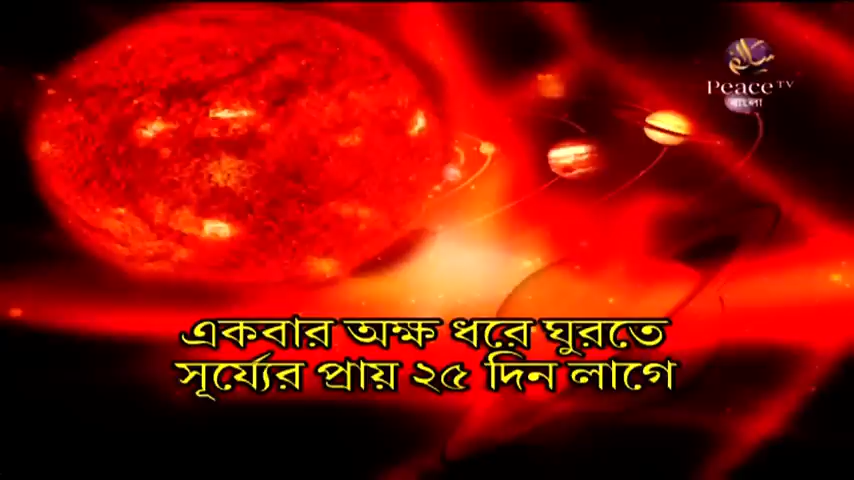 Peace TV
বাংলা
একবার অক্ষ ধরে ঘুরতে
সূর্য্যের প্রায় ২৫ দিন লাগে